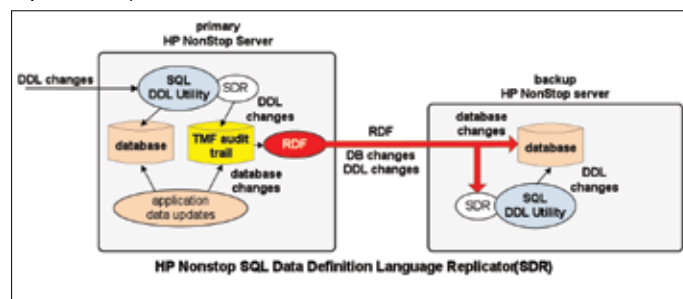 primary
HP NonStop Server
DDL changes
SQL
DDL Utility
SDR
DDL
changes
database
TMF audit
trail
RDF
database
changes
application
data updates
RDF
DB changes
DDL changes
backup
HP NonStop server
database
changes
database
DDL
changes
SDR
SQL
DDL Utility
HP Nonstop SQL Data Definition Language Replicator(SDR)